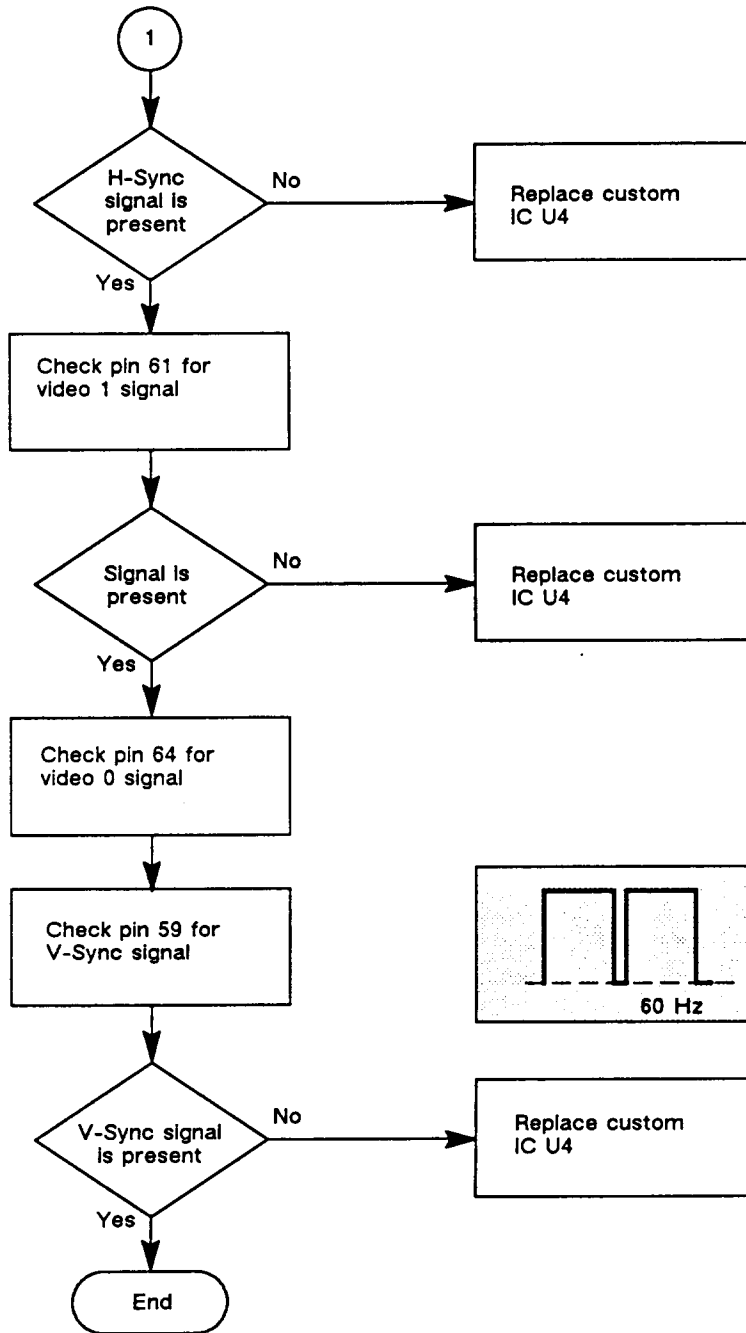 1
H-Sync
signal is
present
No
Replace custom
IC U4
Yes
Check pin 61 for
video 1 signal
Signal is
present
No
Replace custom
IC U4
Yes
Check pin 64 for
video 0 signal
Check pin 59 for
V-Sync signal
60 Hz
V-Sync signal
is present
No
Replace custom
IC U4
Yes
End